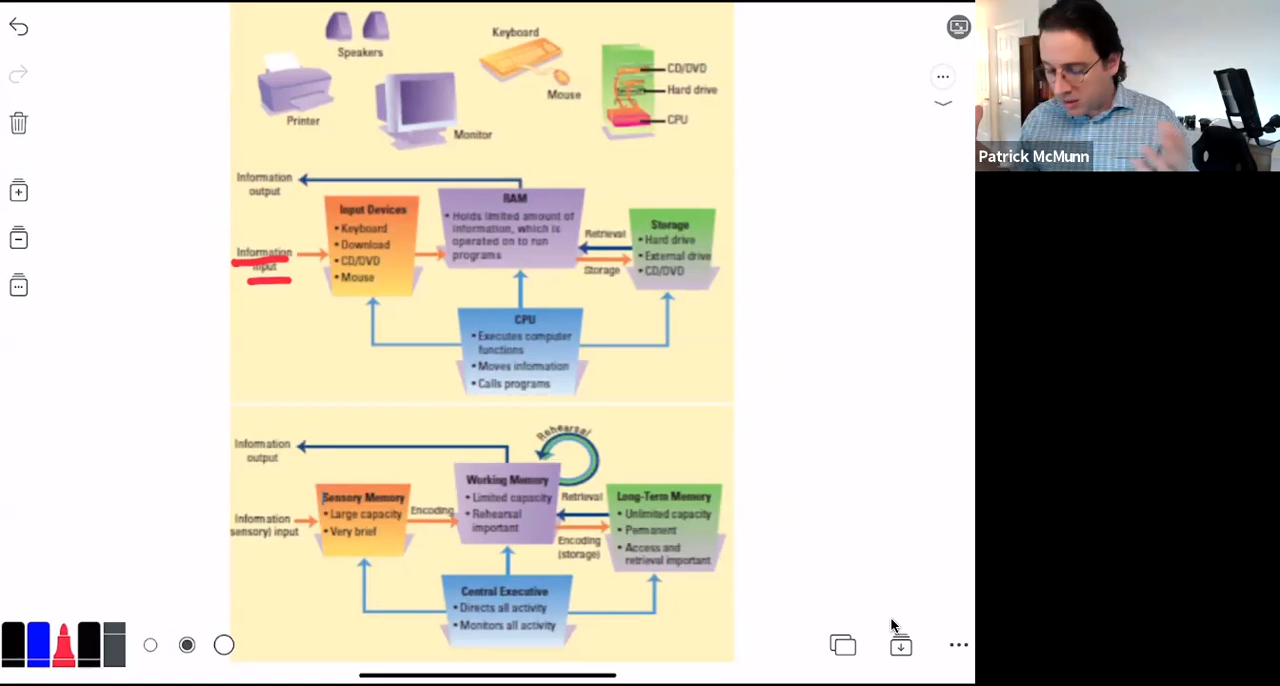 Speakers
Keyboard
CD/DVD
Hard drive
CPU
Mouse
Printer
Monitor
Patrick McMunn
Information
output
Input Devices
• Keyboard
• Download
• CD/DVD
• Mouse
RAM
• Holds limited amount of
information, which is
operated on to run
programs
Retrieval
Storage
Storage
• Hard drive
• External drive
• CD/DVD
Information
input
CPU
• Executes computer
functions
• Moves information
• Calls programs
Rehearsal
Information
output
Sensory Memory
• Large capacity
• Very brief
Encoding
Working Memory
• Limited capacity
• Rehearsal
important
Retrieval
Encoding
(storage)
Long-Term Memory
• Unlimited capacity
• Permanent
• Access and
retrieval important
Information
sensory) input
Central Executive
• Directs all activity
• Monitors all activity